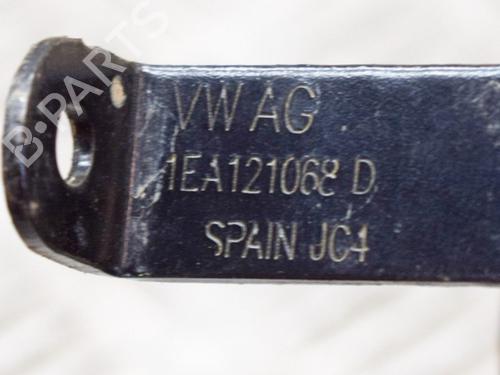 B-PARTS
VW AG
1EA121068 D
SPAIN JC4